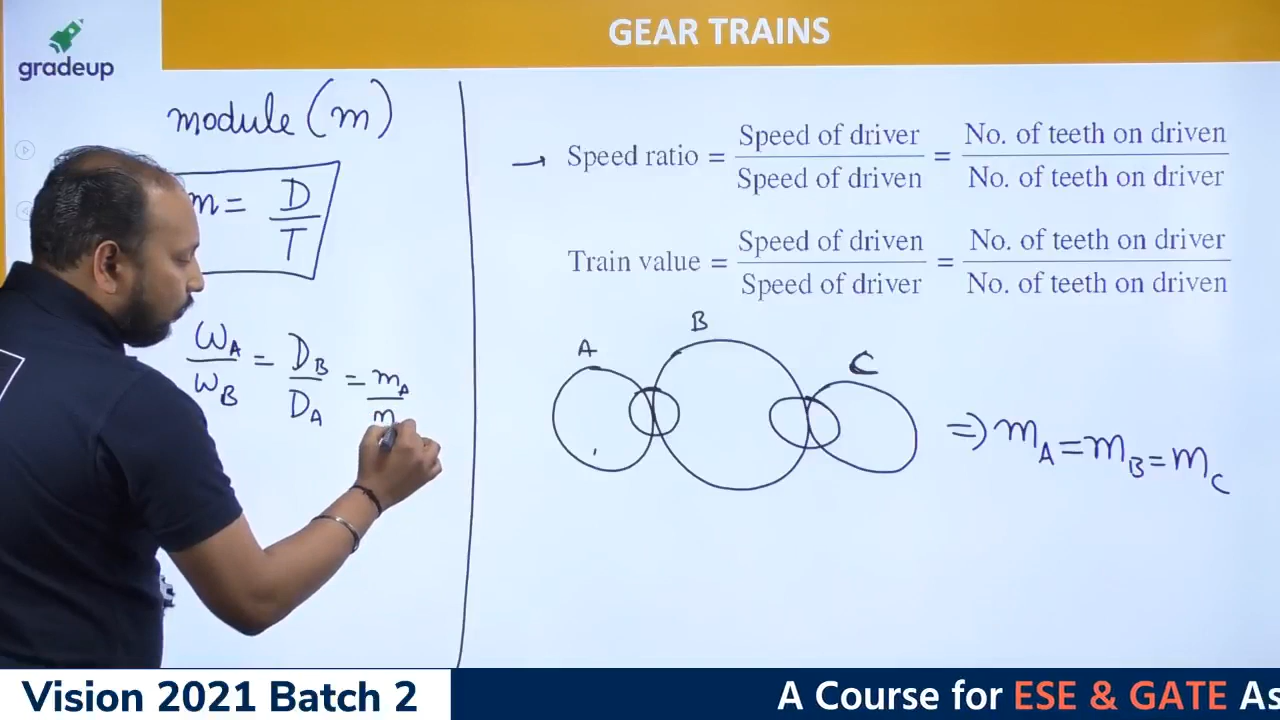 gradeup
GEAR TRAINS
module (m)
m = D/T
ω_A/ω_B = D_B/D_A = m_A/m
→ Speed ratio = Speed of driver/Speed of driven = No. of teeth on driven/No. of teeth on driver
Train value = Speed of driven/Speed of driver = No. of teeth on driver/No. of teeth on driven
A
B
C
⇒ m_A = m_B = m_C
Vision 2021 Batch 2
A Course for ESE & GATE As